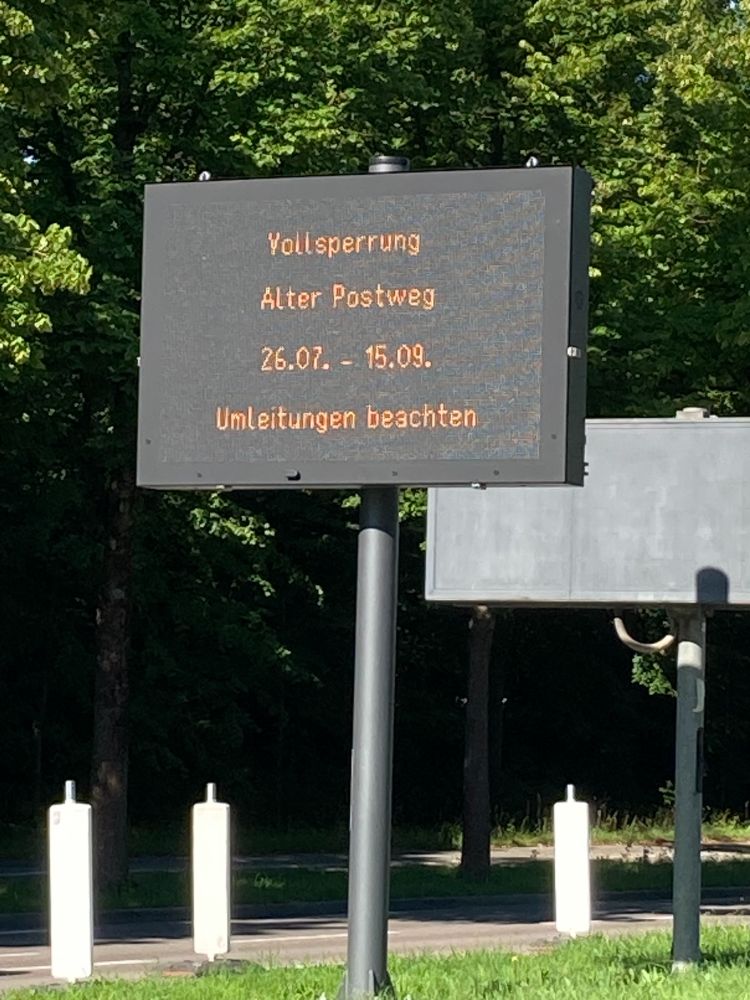 Vollsperrung
Alter Postweg
26.07. - 15.09.
Umleitungen beachten